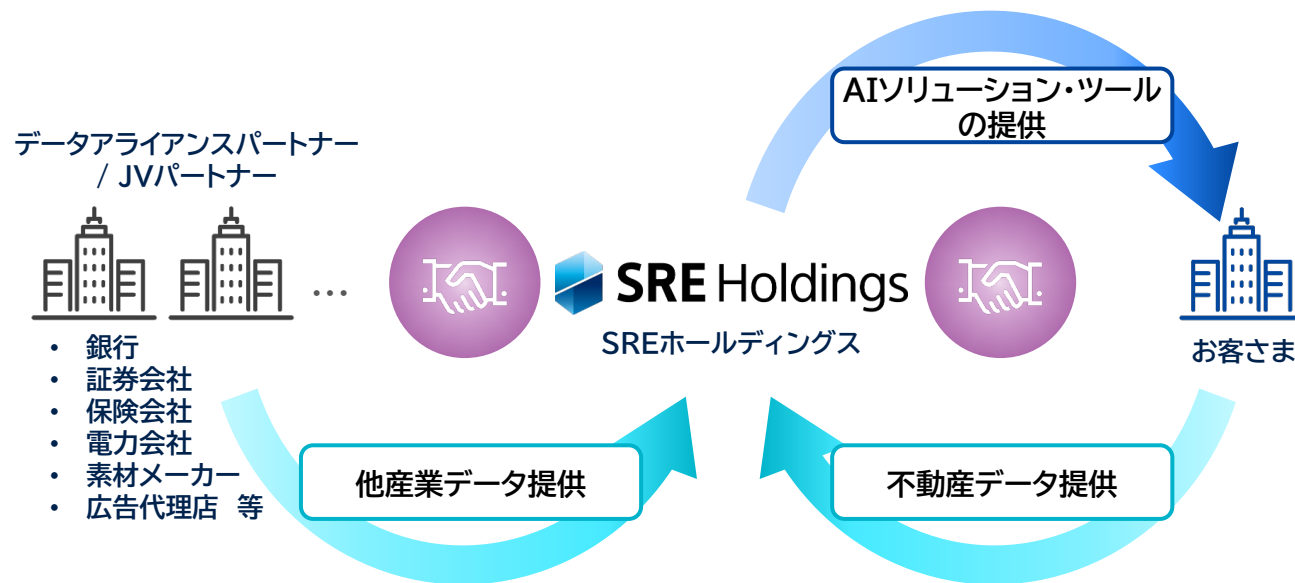 AIソリューション・ツール
の提供
データアライアンスパートナー
/ JVパートナー
…
SRE Holdings
SREホールディングス
お客さま
・ 銀行
・ 証券会社
・ 保険会社
・ 電力会社
・ 素材メーカー
・ 広告代理店 等
他産業データ提供
不動産データ提供